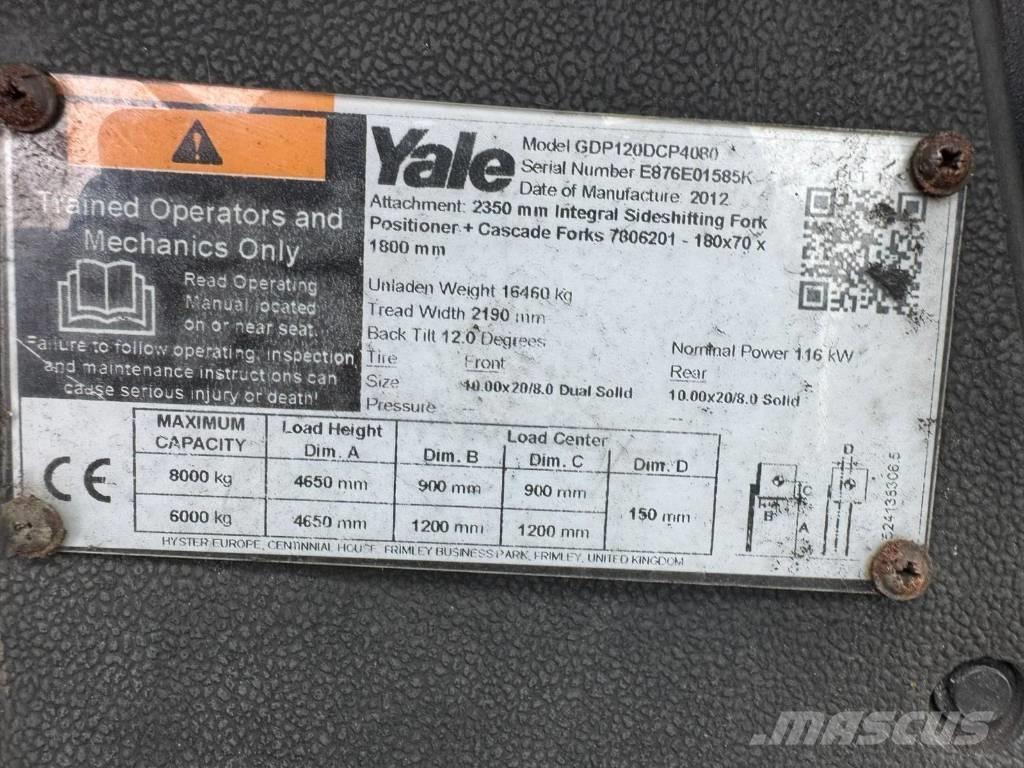 Trained Operators and
Mechanics Only
Read Operating
Manual located
on or near seat.
Failure to follow operating, inspection
and maintenance instructions can
cause serious injury or death!
Yale
Model GDP120DCP4080
Serial Number E876E01585K
Date of Manufacture 2012
Attachment: 2350 mm Integral Sideshifting Fork
Positioner + Cascade Forks 7806201 - 180x70 x
1800 mm
Unladen Weight 16460 kg
Tread Width 2190 mm
Back Tilt 12.0 Degrees
Nominal Power 116 kW
Tire Front Rear
Size 10.00x20/8.0 Dual Solid 10.00x20/8.0 Solid
Pressure
MAXIMUM CAPACITY Load Height Dim. A Load Center
Dim. B Dim. C Dim. D
8000 kg 4650 mm 900 mm 900 mm 150 mm
6000 kg 4650 mm 1200 mm 1200 mm
CE
D
C
B
A
524135306.5
HYSTER EUROPE, CENTINNIAL HOUSE, FRIMLEY BUSINESS PARK, FRIMLEY, UNITED KINGDOM
MASCUS